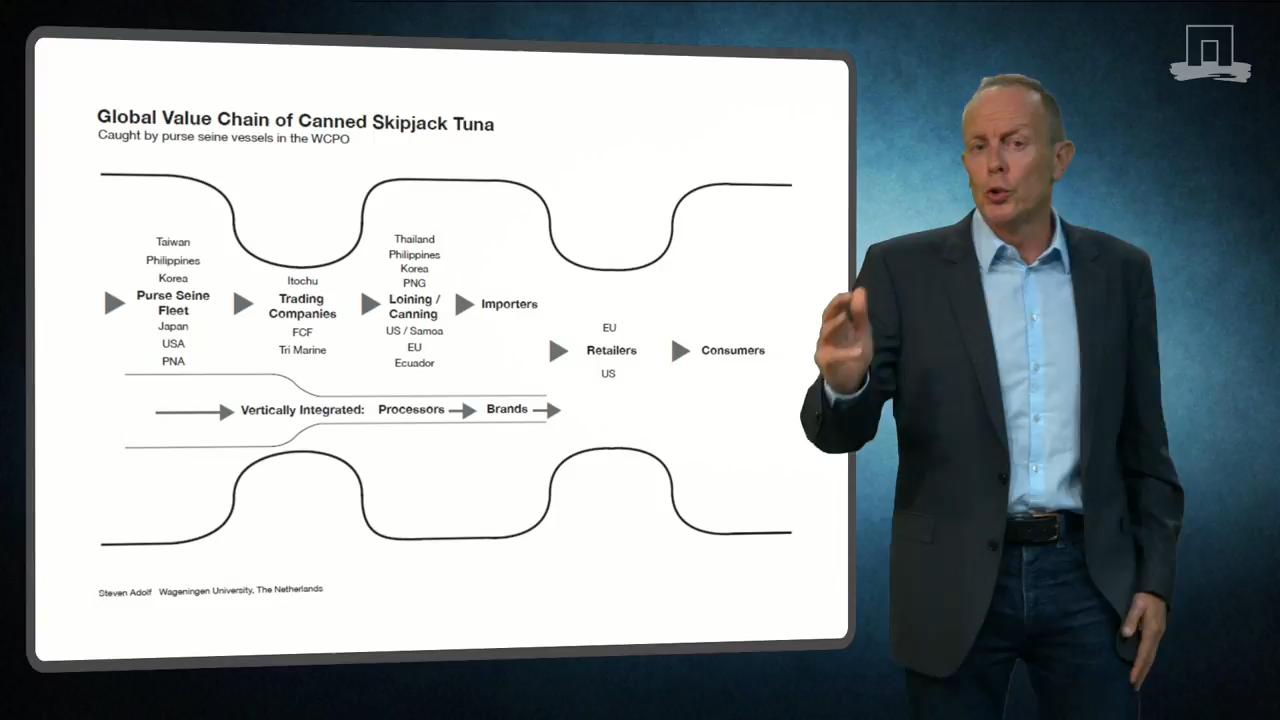 Global Value Chain of Canned Skipjack Tuna
Caught by purse seine vessels in the WCPO
Taiwan
Philippines
Korea
Purse Seine
Fleet
Japan
USA
PNA
Itochu
Trading
Companies
FCF
Tri Marine
Thailand
Philippines
Korea
PNG
Loining /
Canning
US / Samoa
EU
Ecuador
Importers
EU
Retailers
US
Consumers
Vertically Integrated: Processors Brands
Steven Adolf Wageningen University, The Netherlands